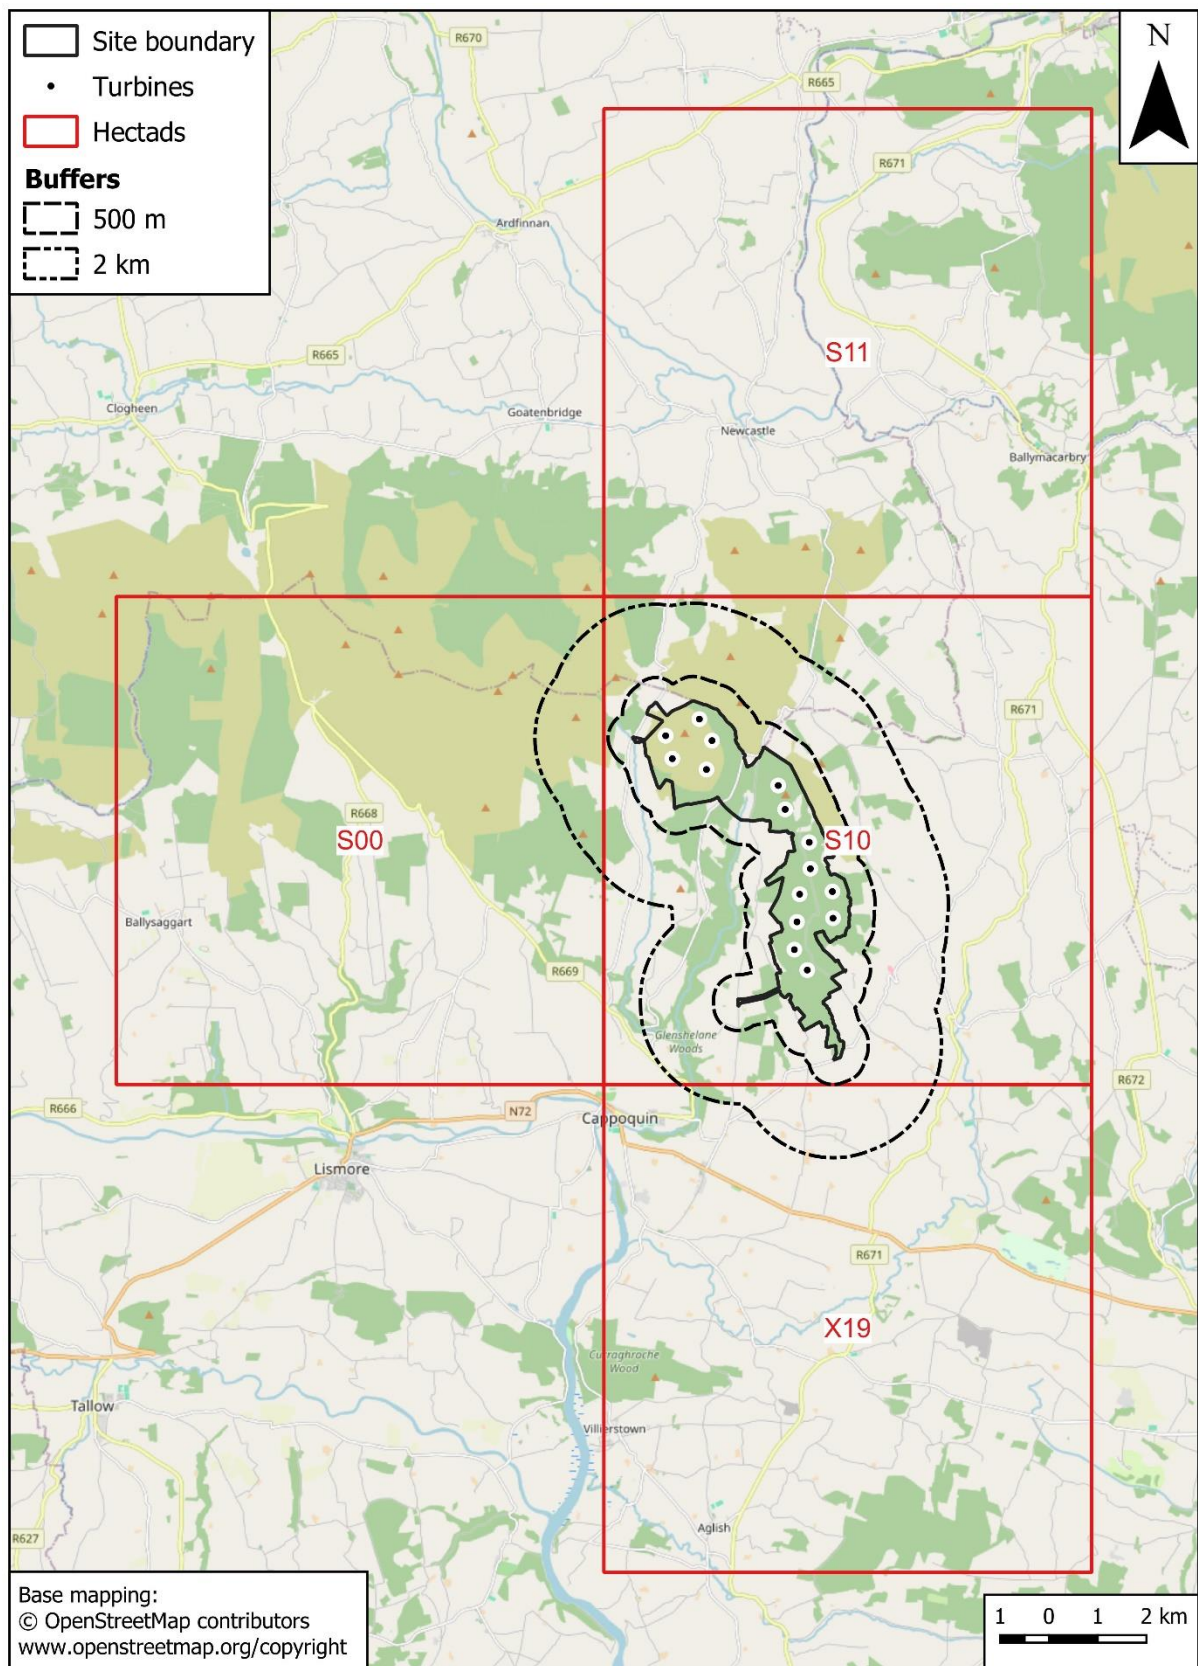 Site boundary
Turbines
Hectads
Buffers
500 m
2 km
N
R670
R665
R671
Ardfinnan
S11
R665
Clogheen
Goatenbridge
Newcastle
Ballymacarbry
R671
R668
S00
S10
Ballysaggart
R669
Glenshelane
Woods
R672
R666
N72
Cappoquin
Lismore
R671
X19
Curraghroche
Wood
Tallow
Villierstown
Aglish
R627
Base mapping:
© OpenStreetMap contributors
www.openstreetmap.org/copyright
1 0 1 2 km